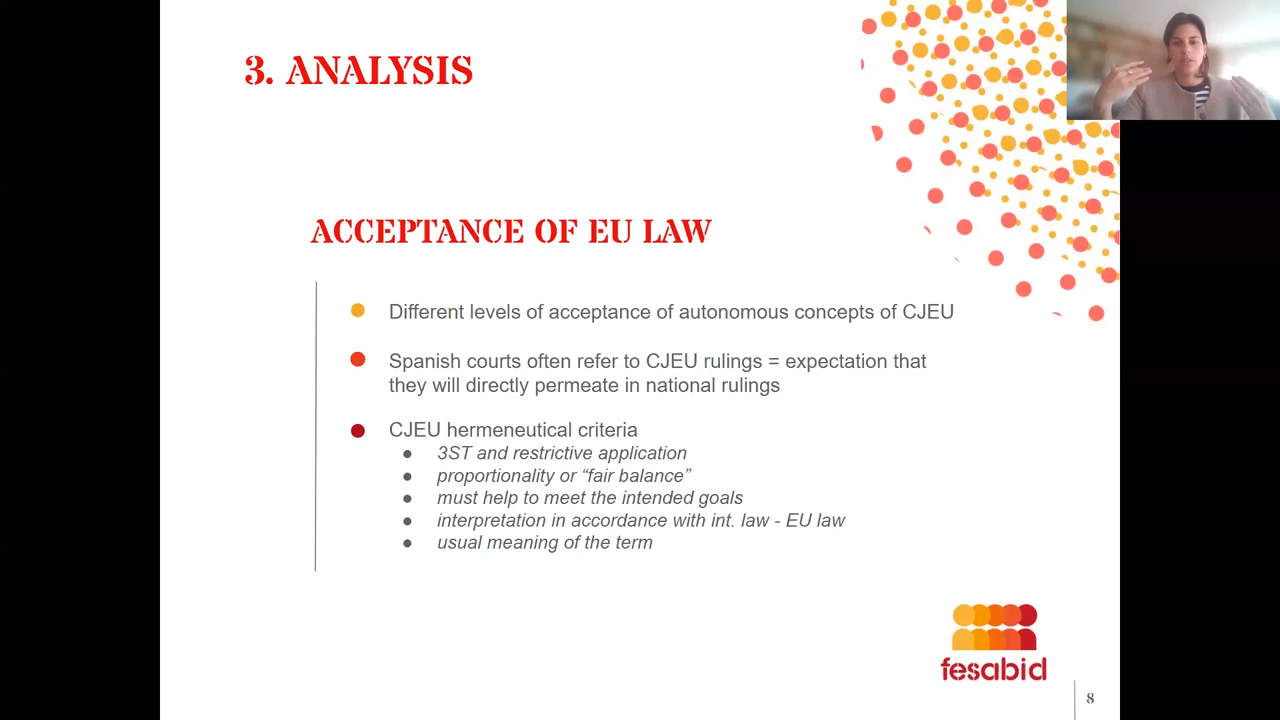 3. ANALYSIS
ACCEPTANCE OF EU LAW
Different levels of acceptance of autonomous concepts of CJEU
Spanish courts often refer to CJEU rulings = expectation that
they will directly permeate in national rulings
CJEU hermeneutical criteria
3ST and restrictive application
proportionality or “fair balance”
must help to meet the intended goals
interpretation in accordance with int. law - EU law
usual meaning of the term
fesabid
8